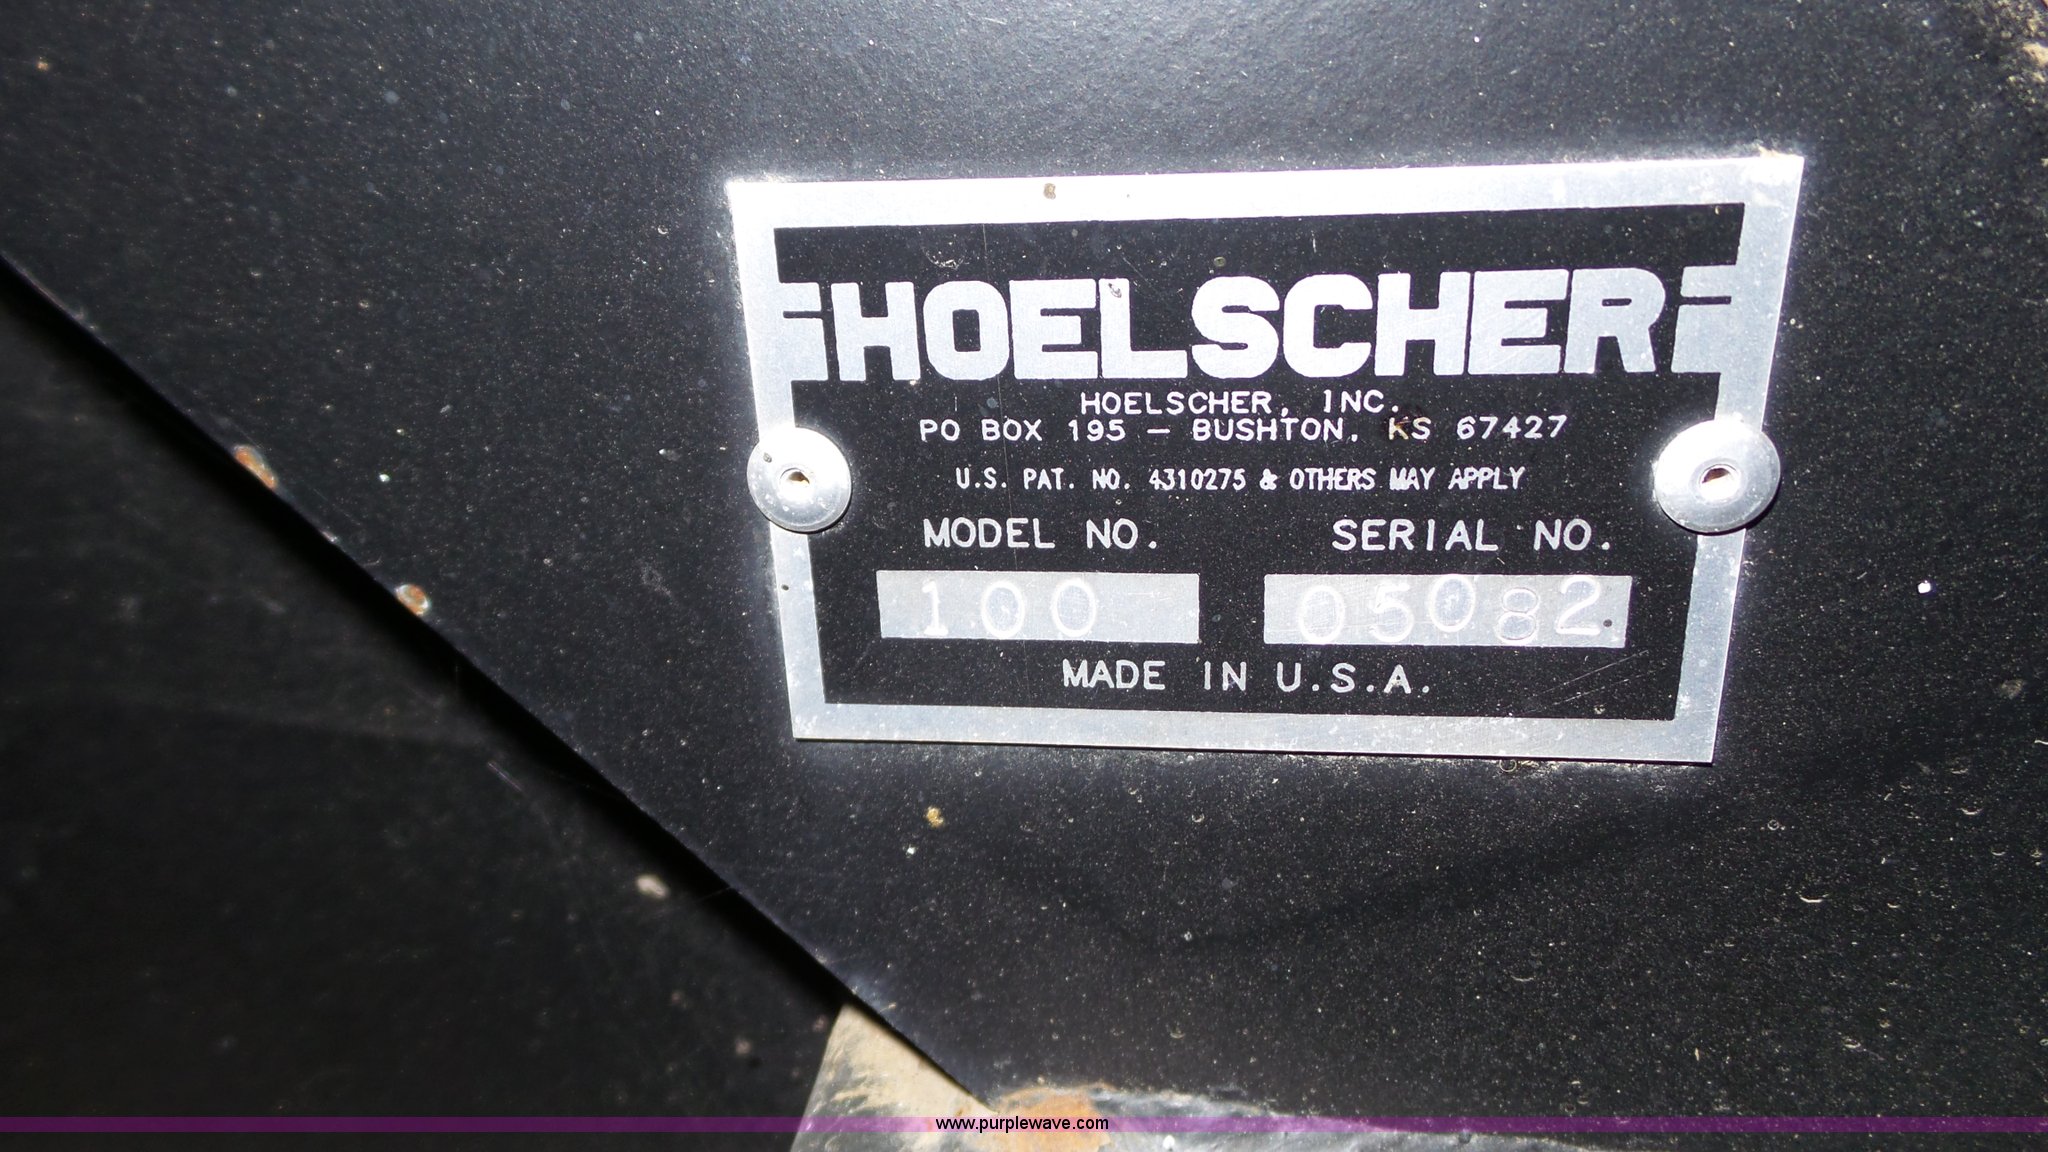 HOELSCHER
HOELSCHER, INC.
PO BOX 195 – BUSHTON, KS 67427
U.S. PAT. NO. 4310275 & OTHERS MAY APPLY
MODEL NO. SERIAL NO.
100 05082
MADE IN U.S.A.
www.purplewave.com